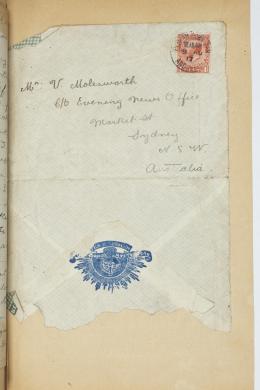 Mr. V. Molesworth
c/o Evening News Office
Market St
Sydney
N S W.
Australia.